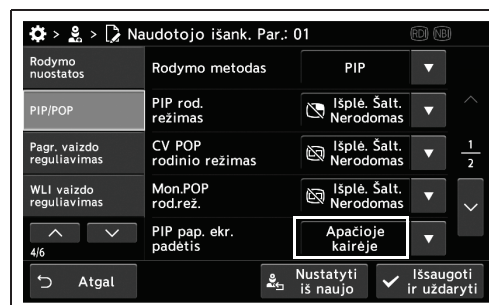 > > Naudotojo išank. Par.: 01 RDI NBI
Rodymo nuostatos
Rodymo metodas PIP
PIP/POP
PIP rod. režimas
Išplė. Šalt. Nerodomas
Pagr. vaizdo reguliavimas
CV POP rodinio režimas
Išplė. Šalt. Nerodomas
1
2
WLI vaizdo reguliavimas
Mon.POP rod.rež.
Išplė. Šalt. Nerodomas
4/6
PIP pap. ekr. padėtis
Apačioje kairėje
Atgal
Nustatyti iš naujo
Išsaugoti ir uždaryti